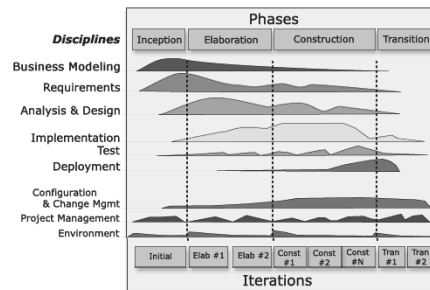 Phases
Disciplines
Inception Elaboration Construction Transition
Business Modeling
Requirements
Analysis & Design
Implementation
Test
Deployment
Configuration
& Change Mgmt
Project Management
Environment
Initial Elab #1 Elab #2 Const #1 Const #2 Const #N Tran #1 Tran #2
Iterations